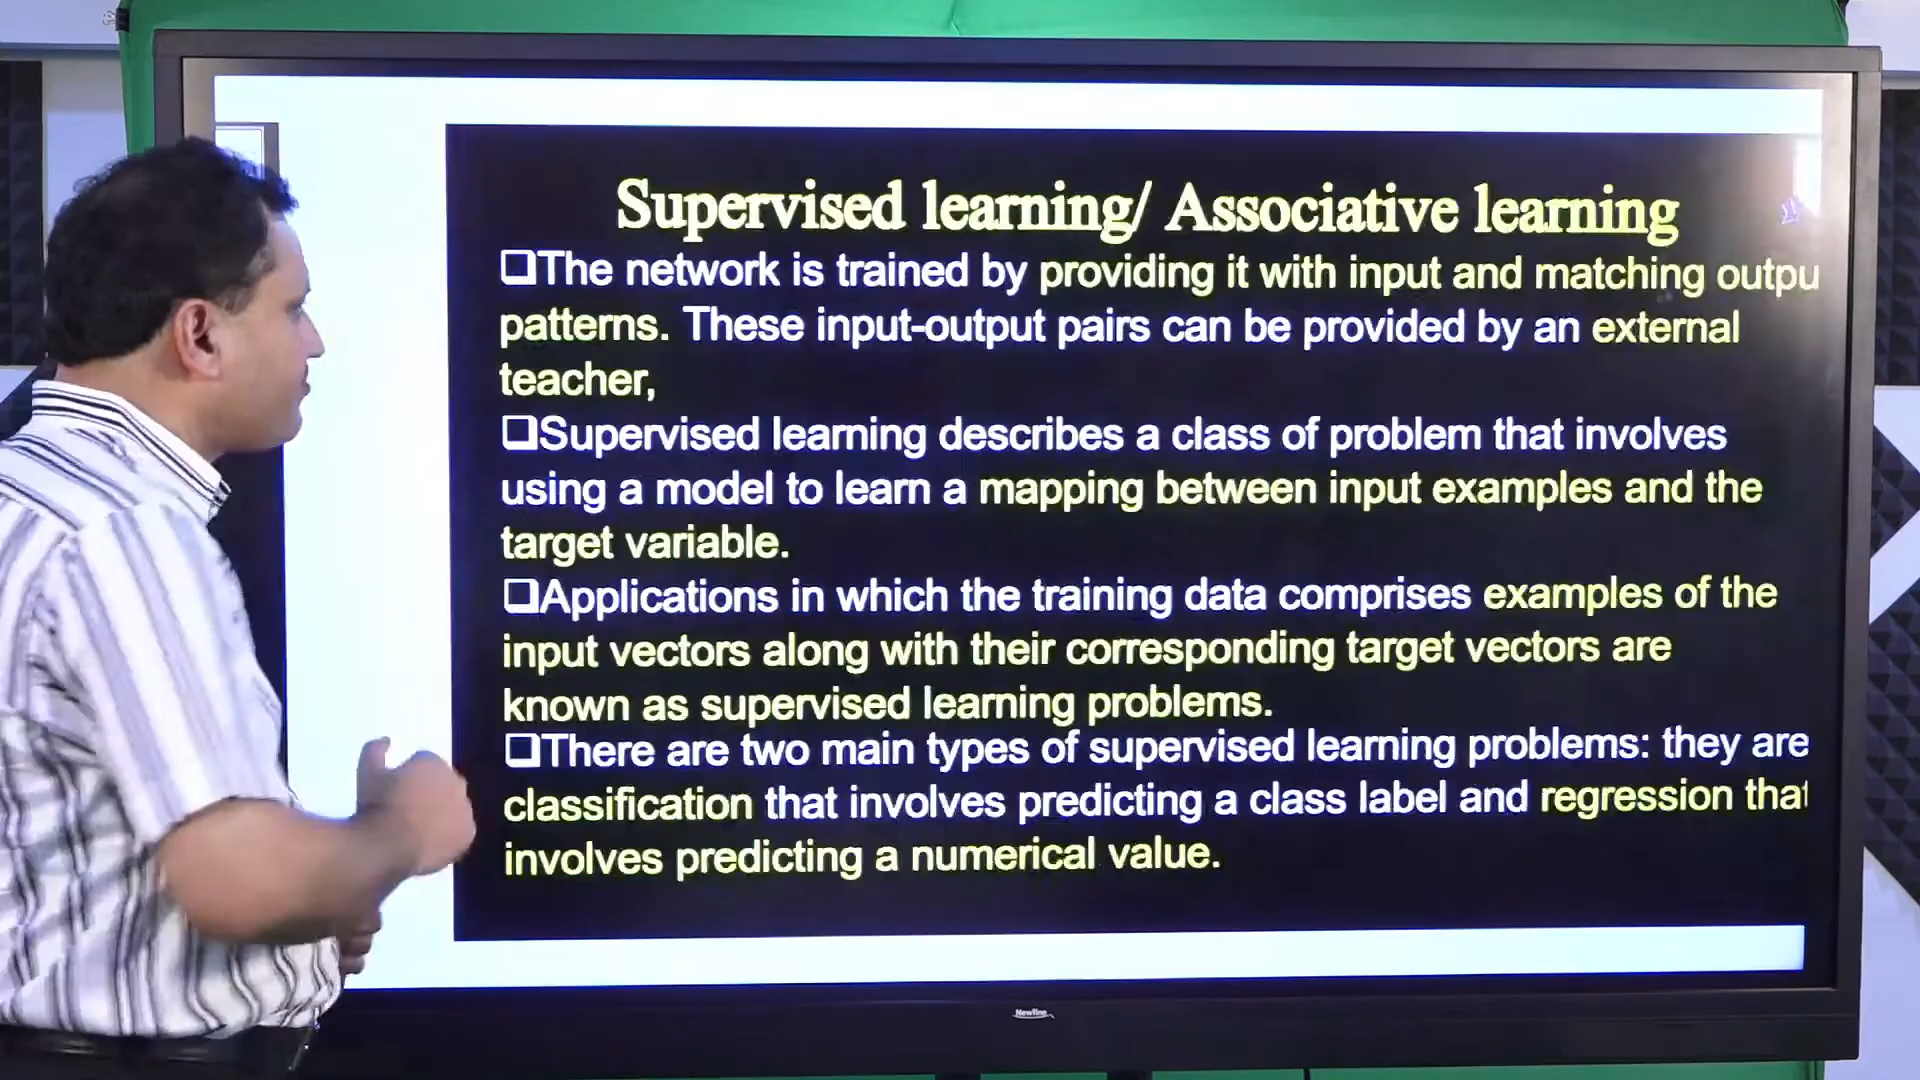 Supervised learning/ Associative learning
❑The network is trained by providing it with input and matching outpu
patterns. These input-output pairs can be provided by an external
teacher,
❑Supervised learning describes a class of problem that involves
using a model to learn a mapping between input examples and the
target variable.
❑Applications in which the training data comprises examples of the
input vectors along with their corresponding target vectors are
known as supervised learning problems.
❑There are two main types of supervised learning problems: they are
classification that involves predicting a class label and regression that
involves predicting a numerical value.
Newline